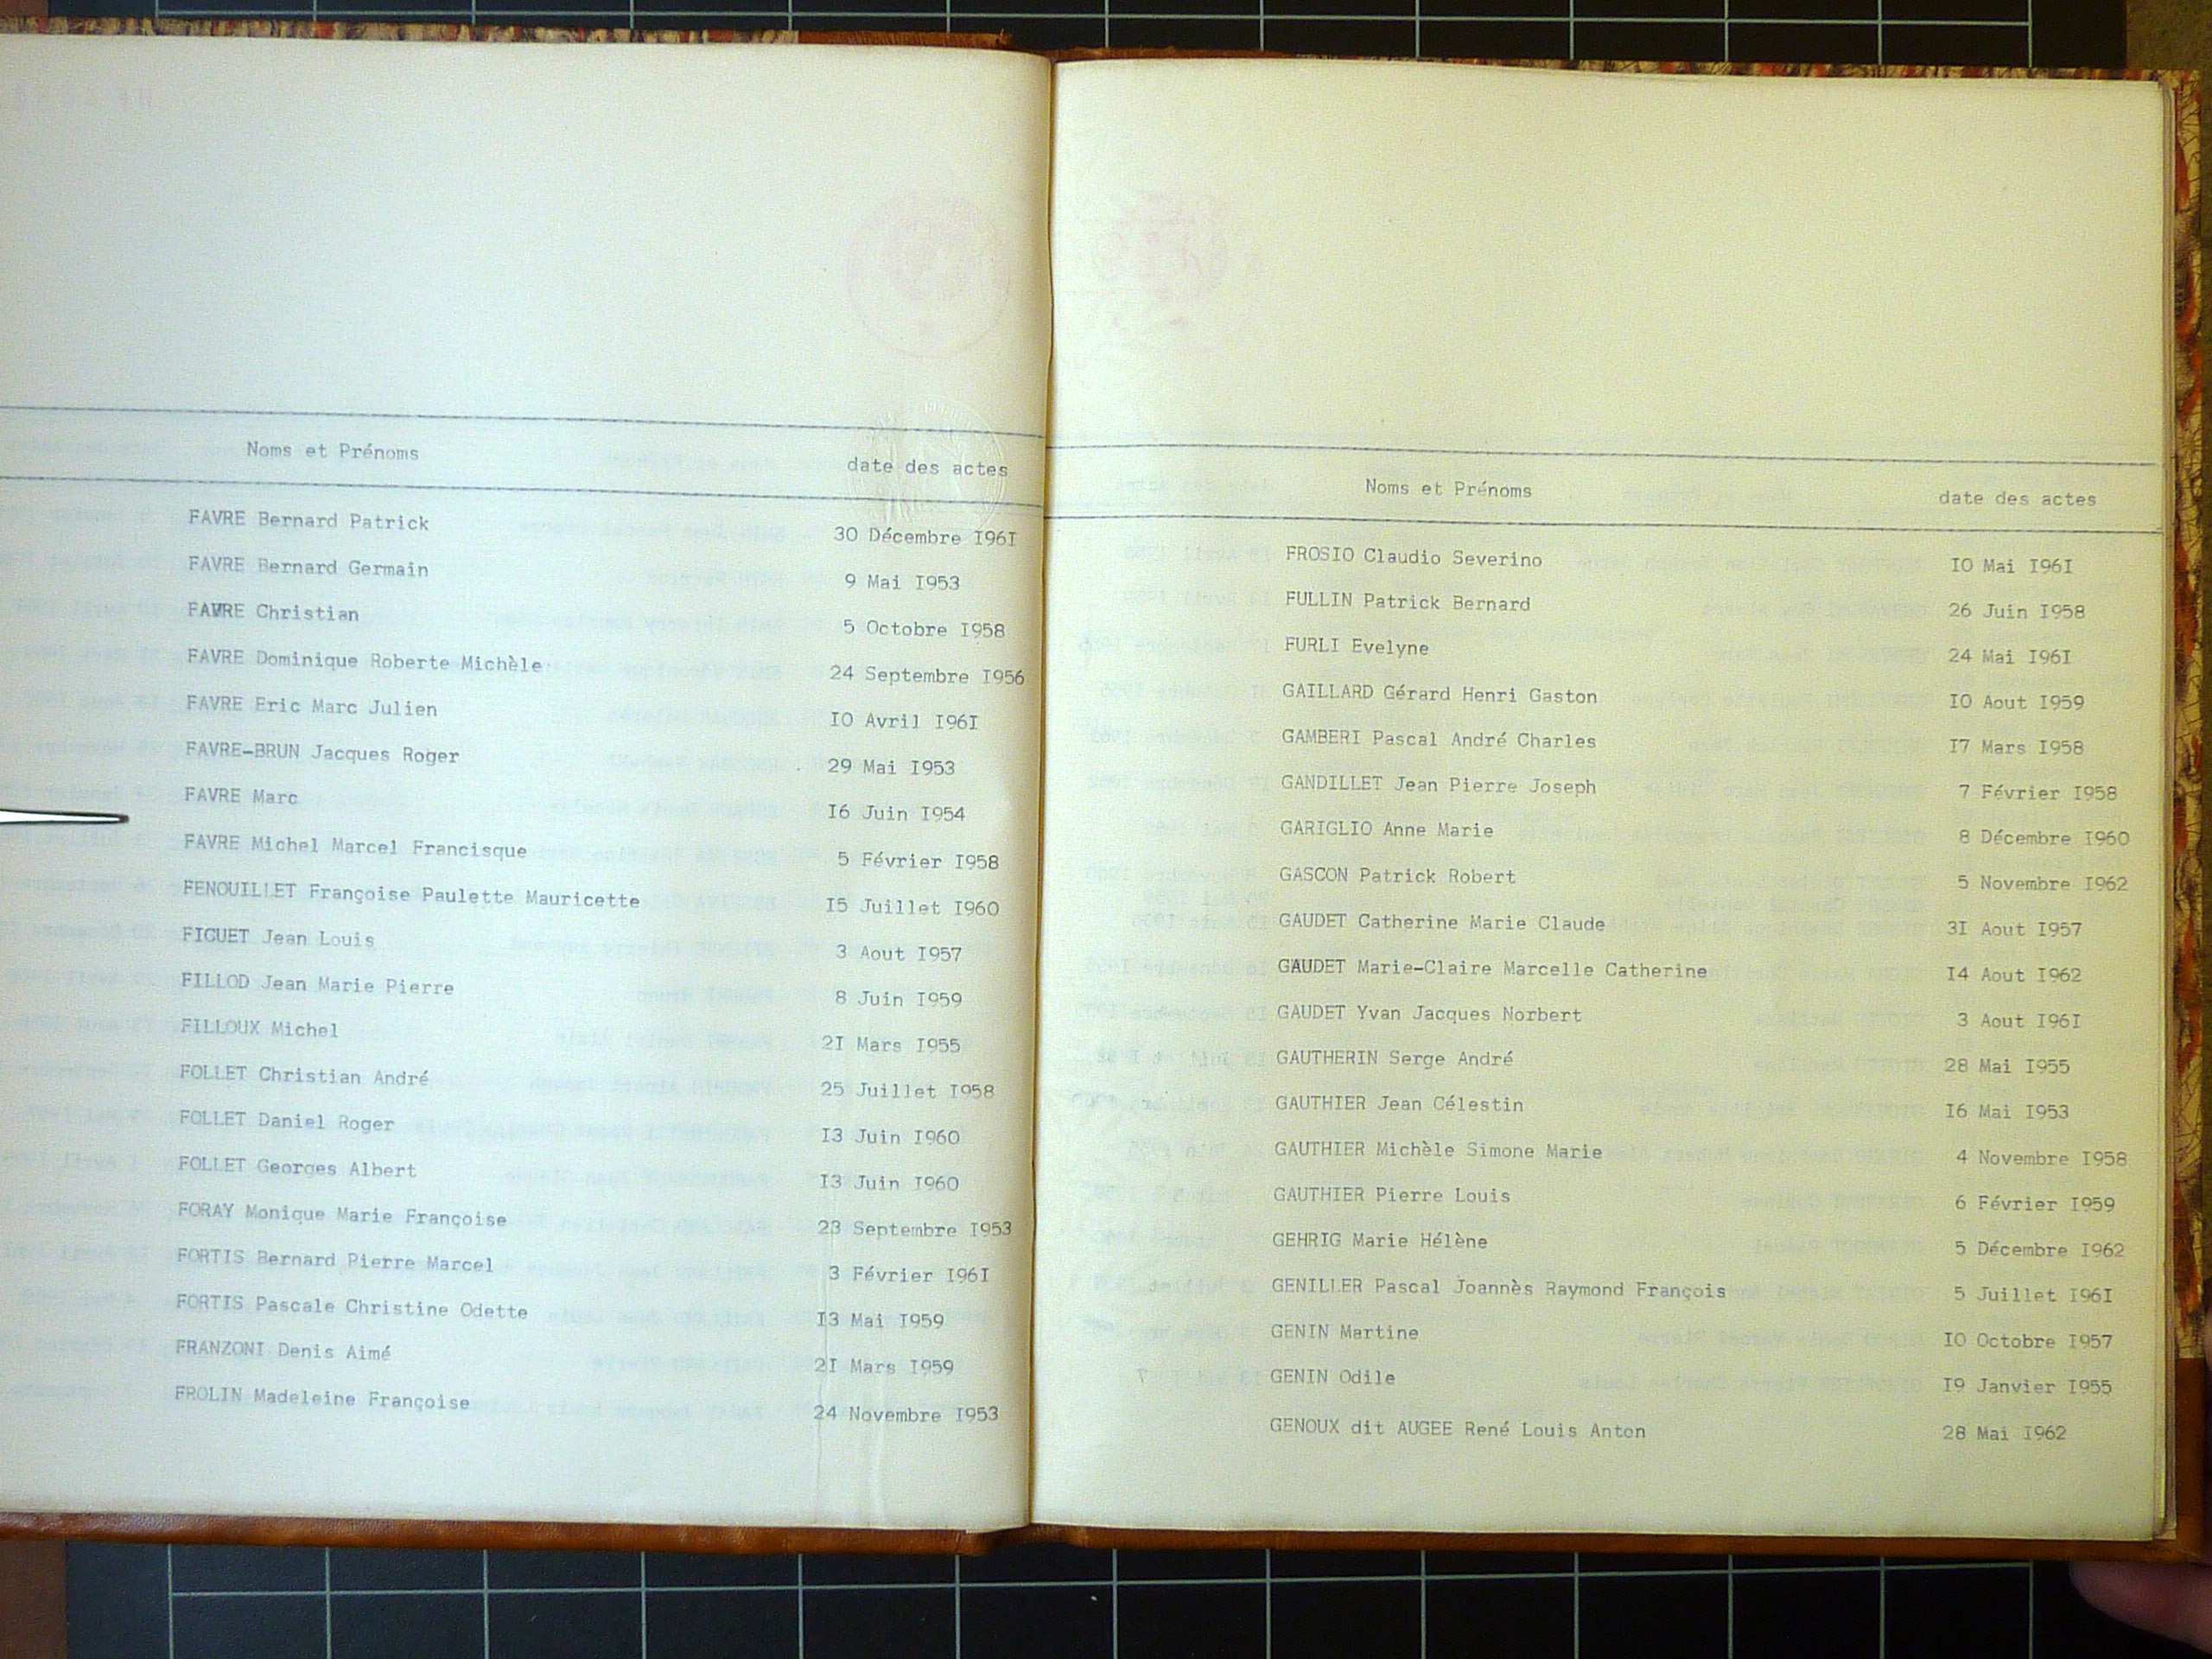 Noms et Prénoms date des actes
FAVRE Bernard Patrick 30 Décembre I96I
FAVRE Bernard Germain 9 Mai I953
FAVRE Christian 5 Octobre I958
FAVRE Dominique Roberte Michèle 24 Septembre I956
FAVRE Eric Marc Julien IO Avril I96I
FAVRE-BRUN Jacques Roger 29 Mai I953
FAVRE Marc I6 Juin I954
FAVRE Michel Marcel Francisque 5 Février I958
FENOUILLET Françoise Paulette Mauricette I5 Juillet I960
FIGUET Jean Louis 3 Aout I957
FILLOD Jean Marie Pierre 8 Juin I959
FILLOUX Michel 2I Mars I955
FOLLET Christian André 25 Juillet I958
FOLLET Daniel Roger I3 Juin I960
FOLLET Georges Albert I3 Juin I960
FORAY Monique Marie Françoise 23 Septembre I953
FORTIS Bernard Pierre Marcel 3 Février I96I
FORTIS Pascale Christine Odette I3 Mai I959
FRANZONI Denis Aimé 2I Mars I959
FROLIN Madeleine Françoise 24 Novembre I953
Noms et Prénoms date des actes
FROSIO Claudio Severino IO Mai I96I
FULLIN Patrick Bernard 26 Juin I958
FURLI Evelyne 24 Mai I96I
GAILLARD Gérard Henri Gaston IO Aout I959
GAMBERI Pascal André Charles I7 Mars I958
GANDILLET Jean Pierre Joseph 7 Février I958
GARIGLIO Anne Marie 8 Décembre I960
GASCON Patrick Robert 5 Novembre I962
GAUDET Catherine Marie Claude 3I Aout I957
GAUDET Marie-Claire Marcelle Catherine I4 Aout I962
GAUDET Yvan Jacques Norbert 3 Aout I96I
GAUTHERIN Serge André 28 Mai I955
GAUTHIER Jean Célestin I6 Mai I953
GAUTHIER Michèle Simone Marie 4 Novembre I958
GAUTHIER Pierre Louis 6 Février I959
GEHRIG Marie Hélène 5 Décembre I962
GENILLER Pascal Joannès Raymond François 5 Juillet I96I
GENIN Martine IO Octobre I957
GENIN Odile I9 Janvier I955
GENOUX dit AUGEE René Louis Anton 28 Mai I962